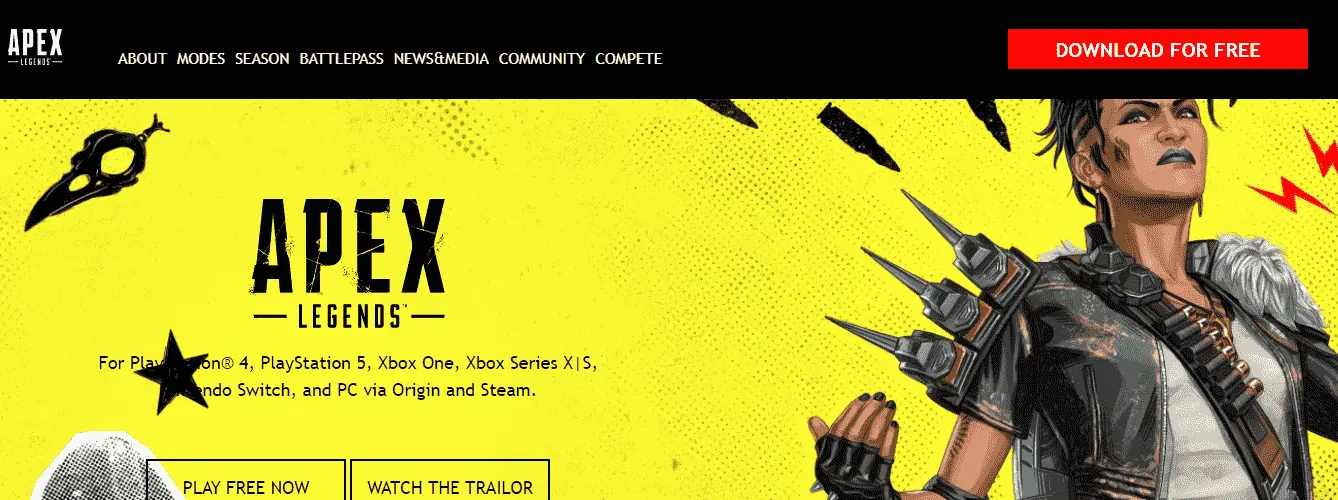 APEX
LEGENDS
ABOUT MODES SEASON BATTLEPASS NEWS&MEDIA COMMUNITY COMPETE
DOWNLOAD FOR FREE
APEX
LEGENDS™
For Play on® 4, PlayStation 5, Xbox One, Xbox Series X|S,
endo Switch, and PC via Origin and Steam.
PLAY FREE NOW
WATCH THE TRAILOR